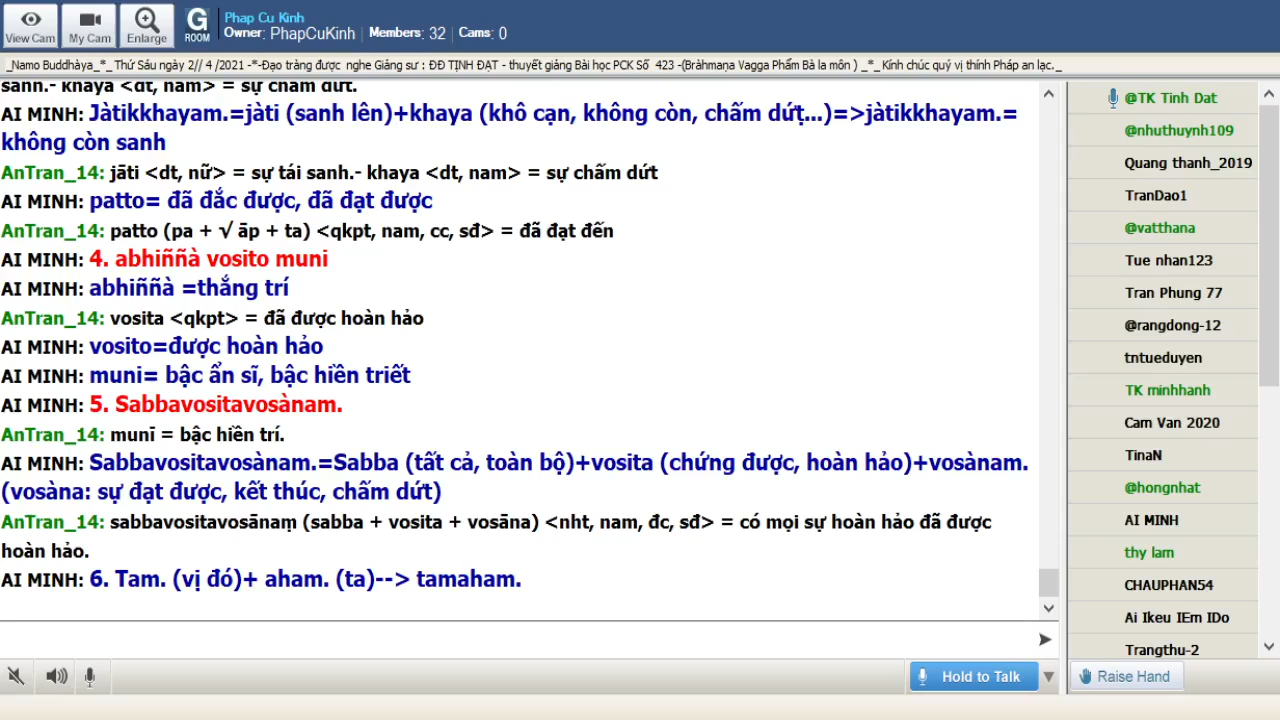 View Cam
My Cam
Enlarge
G
ROOM
Phap Cu Kinh
Owner: PhapCuKinh | Members: 32 | Cams: 0
_Namo Buddhàya_*_ Thứ Sáu ngày 2// 4 /2021 -*-Đạo tràng được nghe Giảng sư : ĐĐ TỊNH ĐẠT - thuyết giảng Bài học PCK Số 423 -(Bràhmaṇa Vagga Phẩm Bà la môn ) _*_ Kính chúc quý vị thính Pháp an lạc._
sanh.- khaya <dt, nam> = sự chấm dứt.
AI MINH: Jàtikkhayam.=jàti (sanh lên)+khaya (khô cạn, không còn, chấm dứt...)=>jàtikkhayam.=
không còn sanh
AnTran_14: jāti <dt, nữ> = sự tái sanh.- khaya <dt, nam> = sự chấm dứt
AI MINH: patto= đã đắc được, đã đạt được
AnTran_14: patto (pa + √ āp + ta) <qkpt, nam, cc, sđ> = đã đạt đến
AI MINH: 4. abhiññà vosito muni
AI MINH: abhiññà =thắng trí
AnTran_14: vosita <qkpt> = đã được hoàn hảo
AI MINH: vosito=được hoàn hảo
AI MINH: muni= bậc ẩn sĩ, bậc hiền triết
AI MINH: 5. Sabbavositavosànam.
AnTran_14: munī = bậc hiền trí.
AI MINH: Sabbavositavosànam.=Sabba (tất cả, toàn bộ)+vosita (chứng được, hoàn hảo)+vosànam.
(vosàna: sự đạt được, kết thúc, chấm dứt)
AnTran_14: sabbavositavosānaṃ (sabba + vosita + vosāna) <nht, nam, đc, sđ> = có mọi sự hoàn hảo đã được
hoàn hảo.
AI MINH: 6. Tam. (vị đó)+ aham. (ta)--> tamaham.
@TK Tinh Dat
@nhuthuynh109
Quang thanh_2019
TranDao1
@vatthana
Tue nhan123
Tran Phung 77
@rangdong-12
tntueduyen
TK minhhanh
Cam Van 2020
TinaN
@hongnhat
AI MINH
thy lam
CHAUPHAN54
Ai Ikeu IEm IDo
Trangthu-2
Hold to Talk
Raise Hand